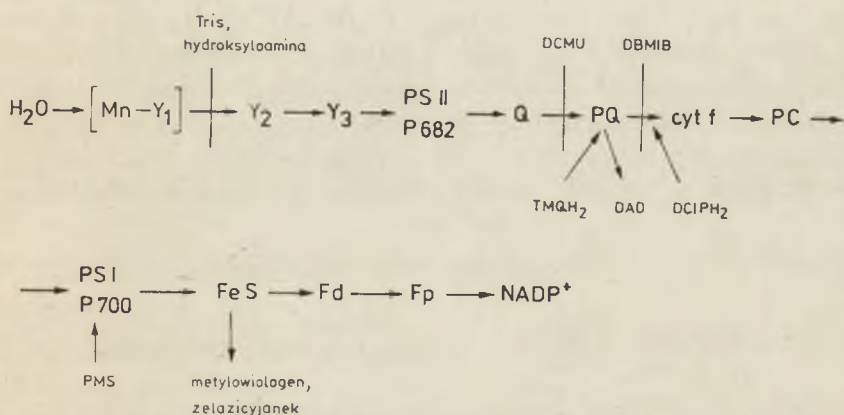 Tris,
hydroksyloamina
DCMU DBMIB
H₂O → [Mn–Y₁] → Y₂ → Y₃ → PS II P682 → Q → PQ → cyt f → PC →
TMQH₂ DAD DCIPH₂
→ PS I P700 → FeS → Fd → Fp → NADP⁺
PMS metylowiologen,
żelazicyjanek